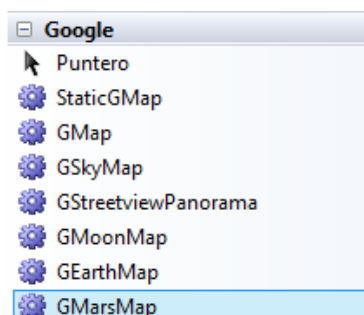 Google
Puntero
StaticGMap
GMap
GSkyMap
GStreetviewPanorama
GMoonMap
GEarthMap
GMarsMap